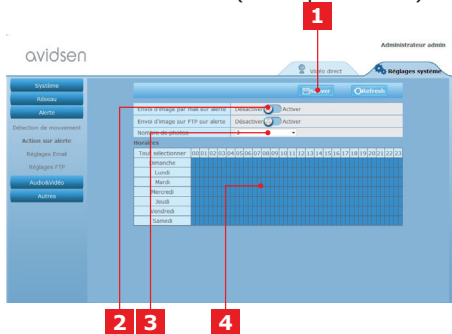 1
Administrateur admin
avidsen
Vidéo direct
Réglages système
Système
Réseau
Alerte
Détection de mouvement
Action sur alerte
Réglages Email
Réglages FTP
Audio&Vidéo
Autres
Refresh
Envoi d'image par mail sur alerte Désactiver Activer
Envoi d'image sur FTP sur alerte Désactiver Activer
Nombre de photos
Horaires
Tout sélectionner 00 01 02 03 04 05 06 07 08 09 10 11 12 13 14 15 16 17 18 19 20 21 22 23
Dimanche
Lundi
Mardi
Mercredi
Jeudi
Vendredi
Samedi
2 3 4